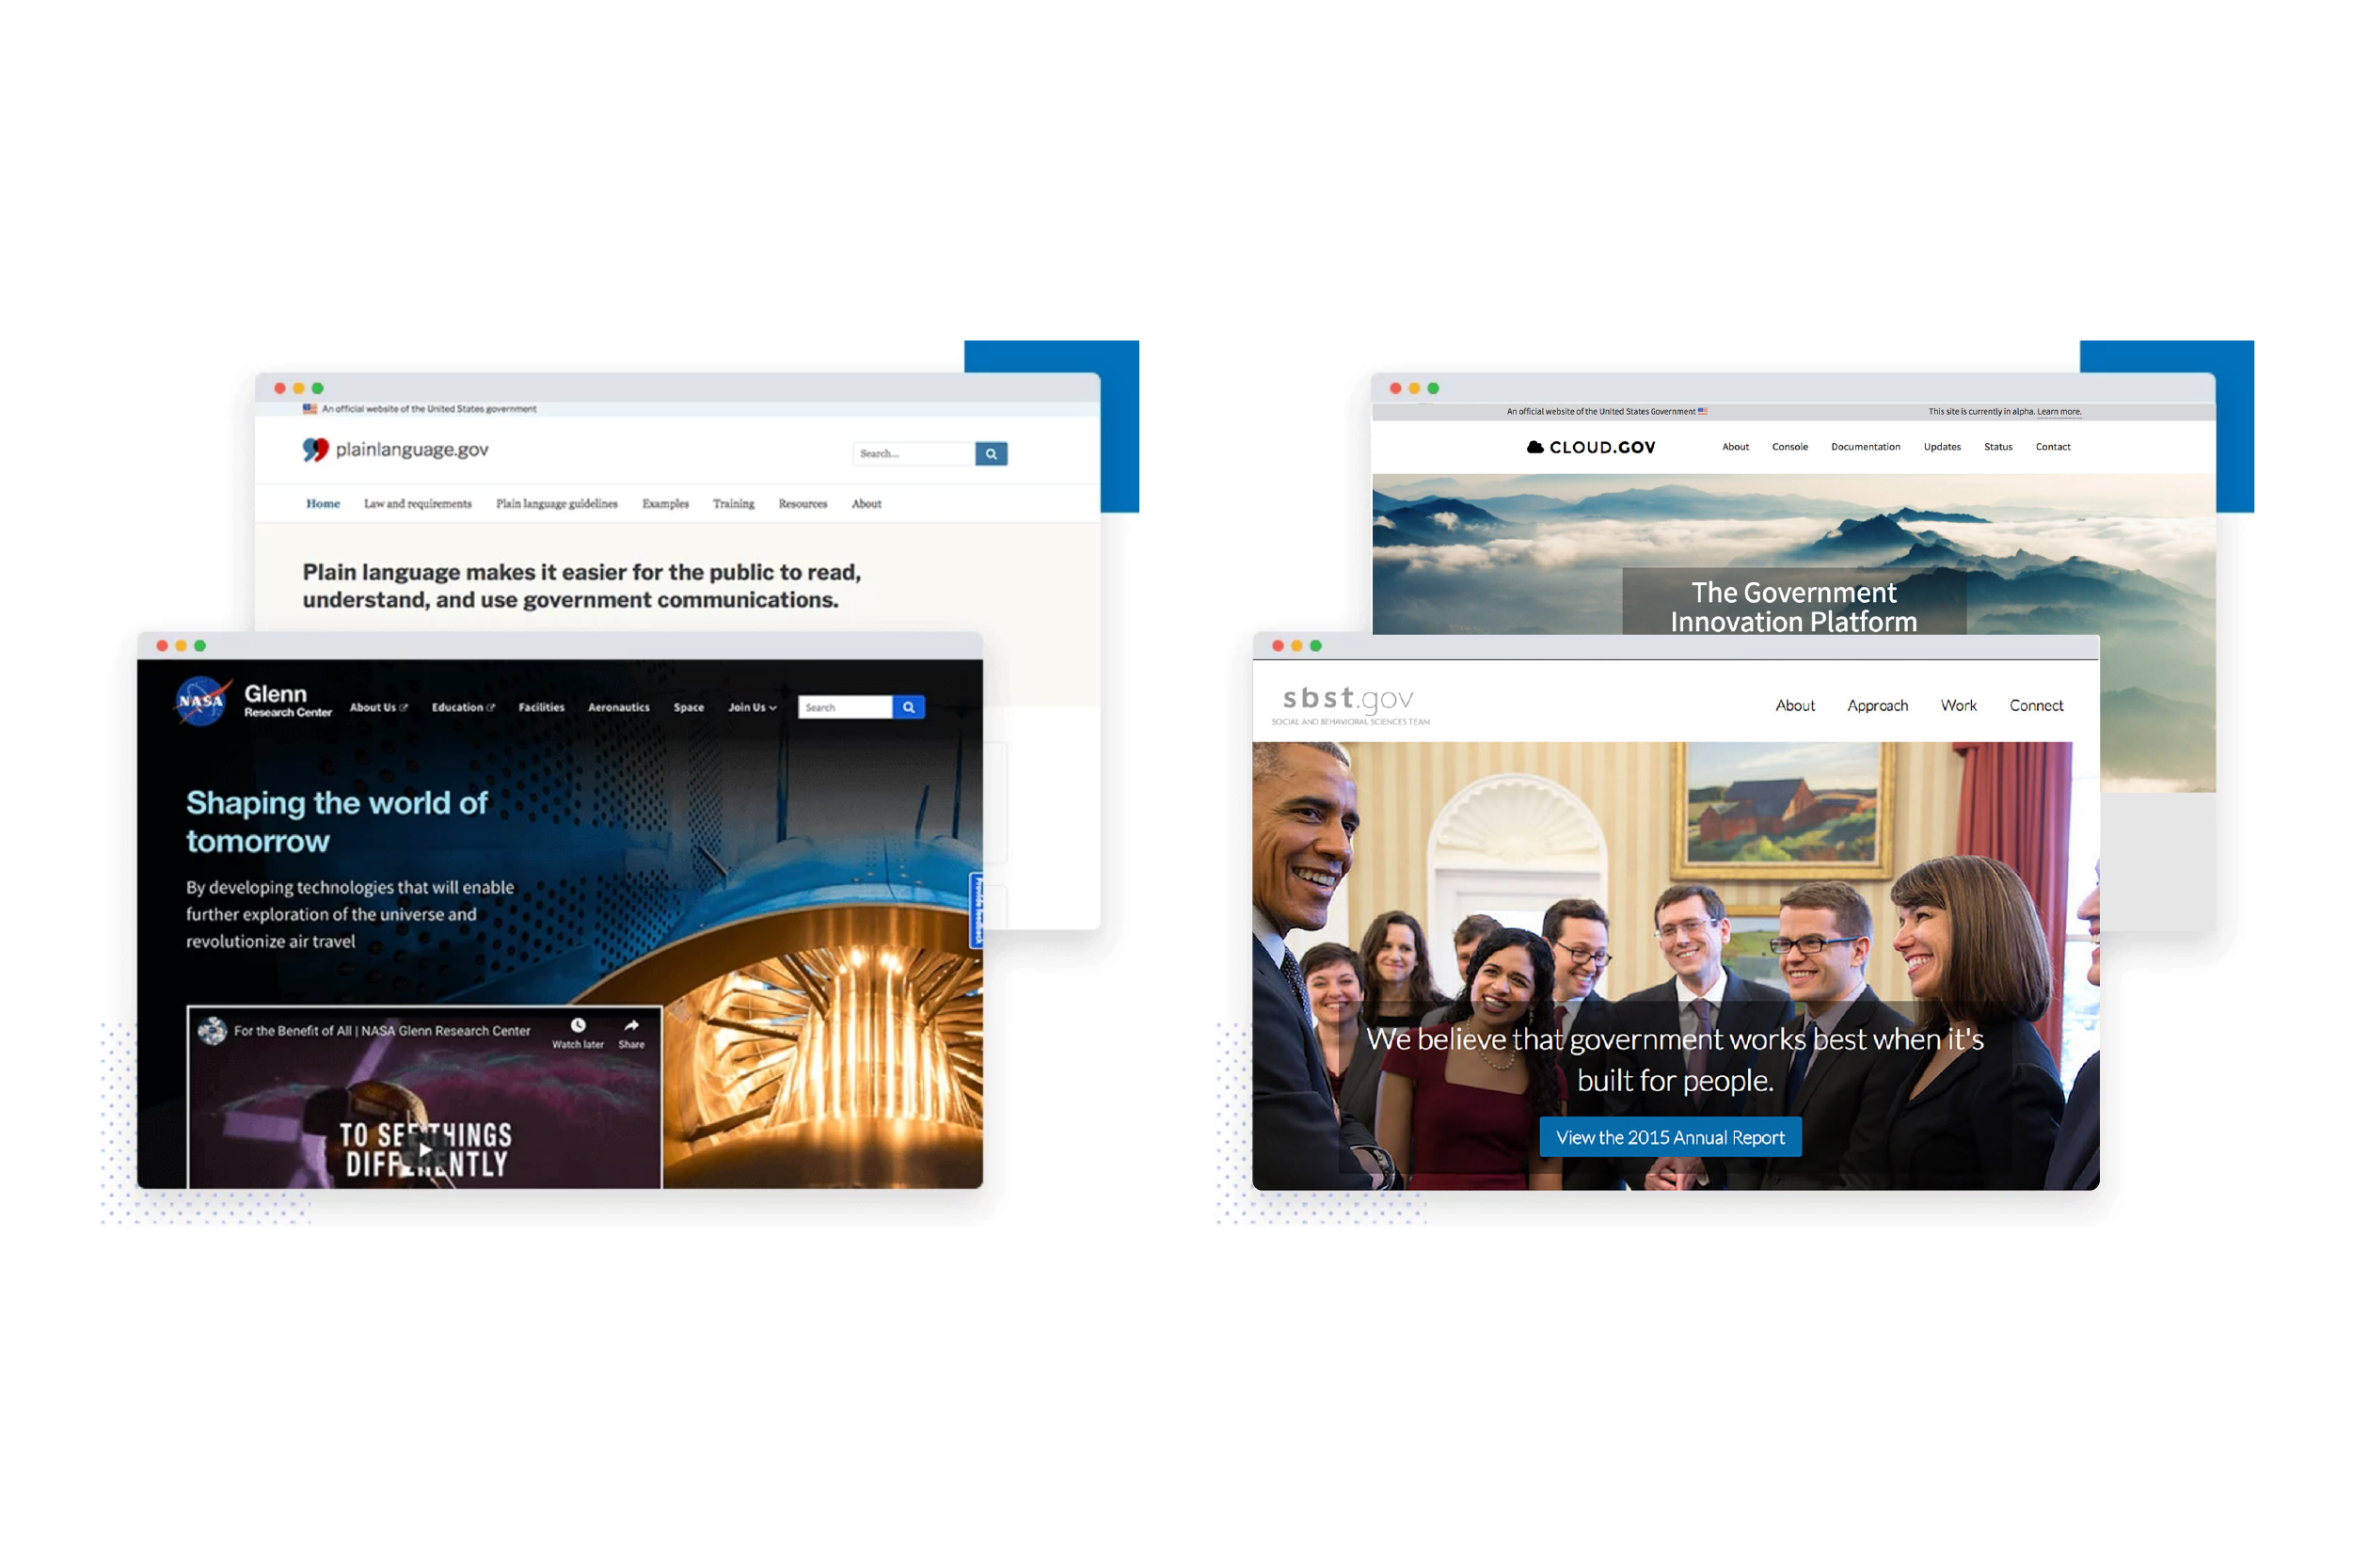 An official website of the United States government
plainlanguage.gov
Search...
Home Law and requirements Plain language guidelines Examples Training Resources About
Plain language makes it easier for the public to read,
understand, and use government communications.
NASA
Glenn
Research Center
About Us Education Facilities Aeronautics Space Join Us
Search
Shaping the world of
tomorrow
By developing technologies that will enable
further exploration of the universe and
revolutionize air travel
For the Benefit of All | NASA Glenn Research Center
Watch later Share
TO SEE THINGS
DIFFERENTLY
An official website of the United States Government
This site is currently in alpha. Learn more.
CLOUD.GOV
About Console Documentation Updates Status Contact
The Government
Innovation Platform
sbst.gov
SOCIAL AND BEHAVIORAL SCIENCES TEAM
About Approach Work Connect
We believe that government works best when it's
built for people.
View the 2015 Annual Report